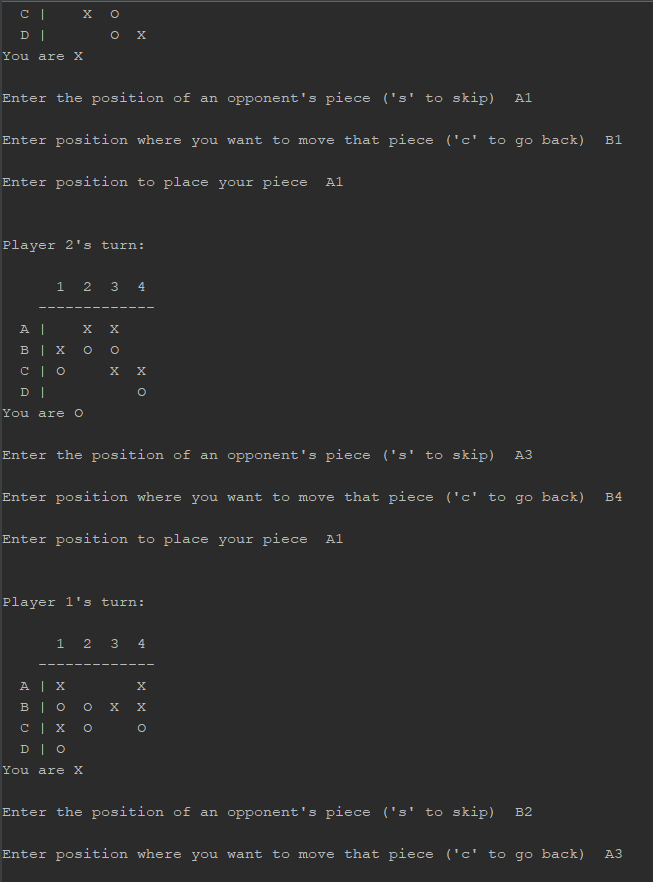 C |    X  O
D |       O  X
You are X
Enter the position of an opponent's piece ('s' to skip)  A1
Enter position where you want to move that piece ('c' to go back)  B1
Enter position to place your piece  A1
Player 2's turn:
      1  2  3  4
    -------------
  A |    X  X
  B | X  O  O
  C | O     X  X
  D |          O
You are O
Enter the position of an opponent's piece ('s' to skip)  A3
Enter position where you want to move that piece ('c' to go back)  B4
Enter position to place your piece  A1
Player 1's turn:
      1  2  3  4
    -------------
  A | X        X
  B | O  O  X  X
  C | X  O     O
  D | O
You are X
Enter the position of an opponent's piece ('s' to skip)  B2
Enter position where you want to move that piece ('c' to go back)  A3